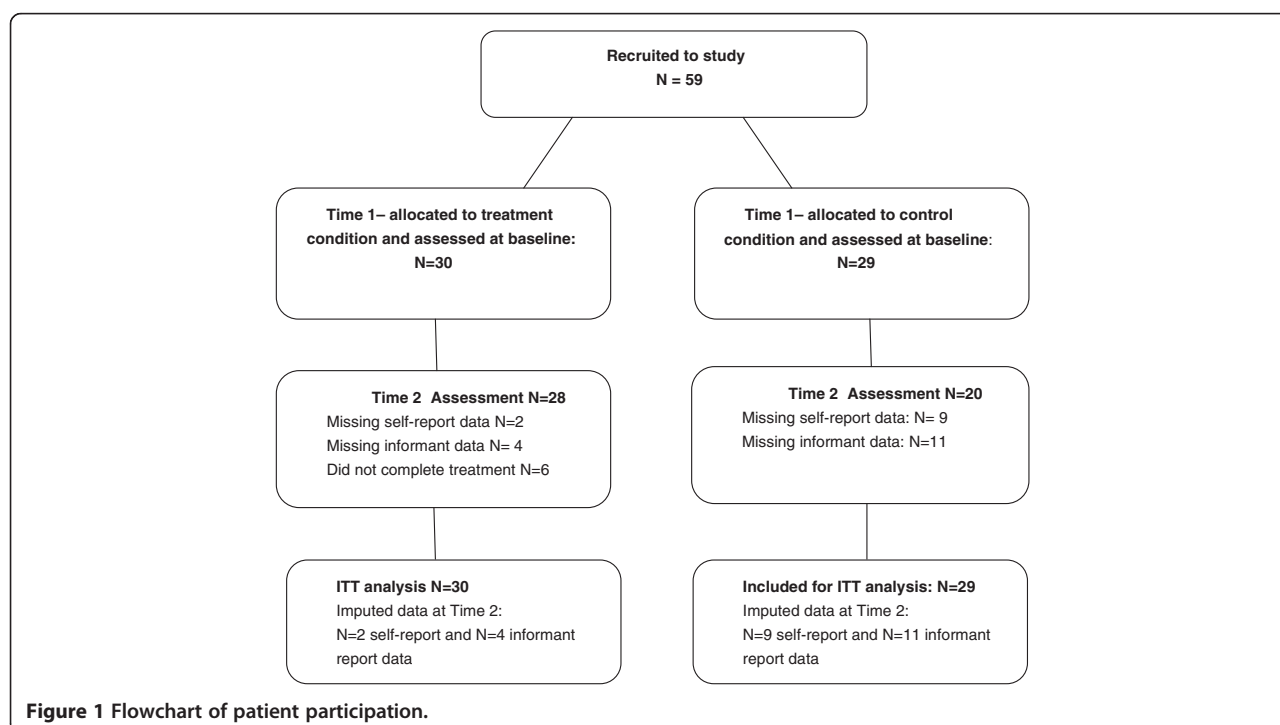 Recruited to study
N = 59
Time 1– allocated to treatment
condition and assessed at baseline:
N=30
Time 1– allocated to control
condition and assessed at baseline:
N=29
Time 2 Assessment N=28
Missing self-report data N=2
Missing informant data N= 4
Did not complete treatment N=6
Time 2 Assessment N=20
Missing self-report data: N= 9
Missing informant data: N=11
ITT analysis N=30
Imputed data at Time 2:
N=2 self-report and N=4 informant
report data
Included for ITT analysis: N=29
Imputed data at Time 2:
N=9 self-report and N=11 informant
report data
Figure 1 Flowchart of patient participation.